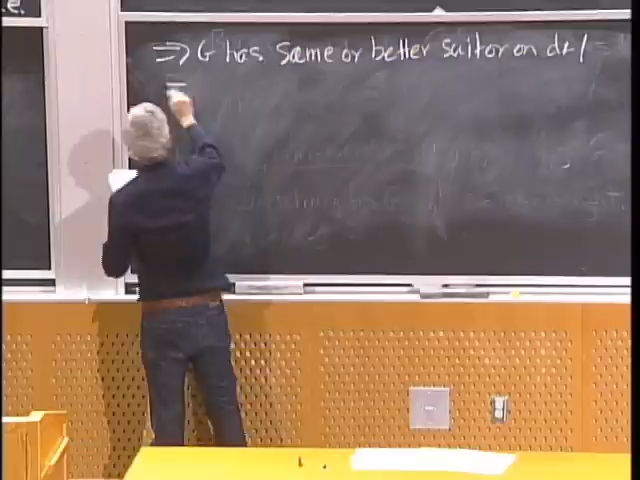 e.
⇒ G has same or better suitor on d+1
=